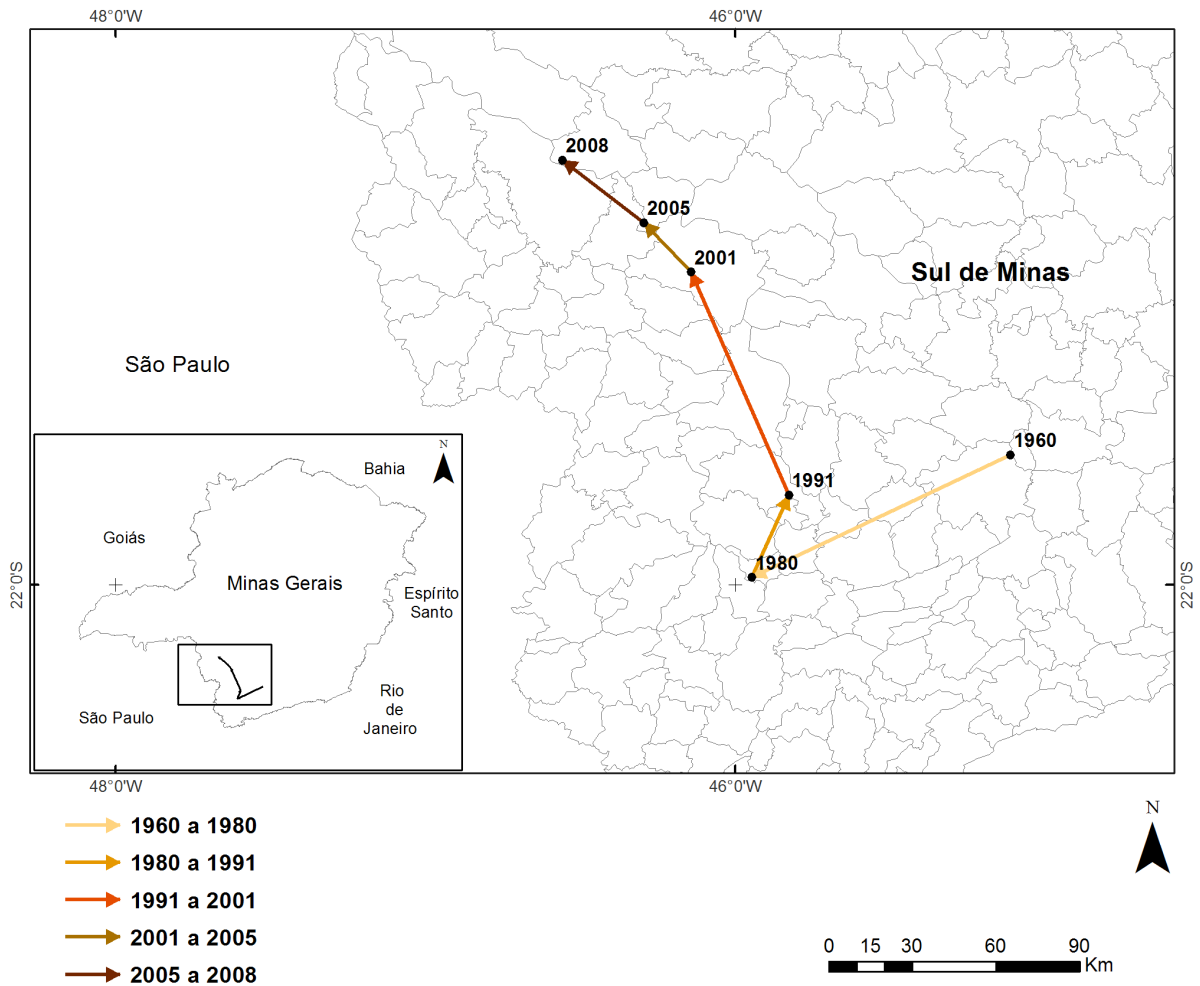 48°0'W
46°0'W
2008
2005
2001
Sul de Minas
São Paulo
1960
1991
1980
22°0'S
22°0'S
N
Bahia
Goiás
Minas Gerais
Espírito
Santo
Rio
de
Janeiro
São Paulo
48°0'W
46°0'W
1960 a 1980
1980 a 1991
1991 a 2001
2001 a 2005
2005 a 2008
N
0 15 30 60 90
Km